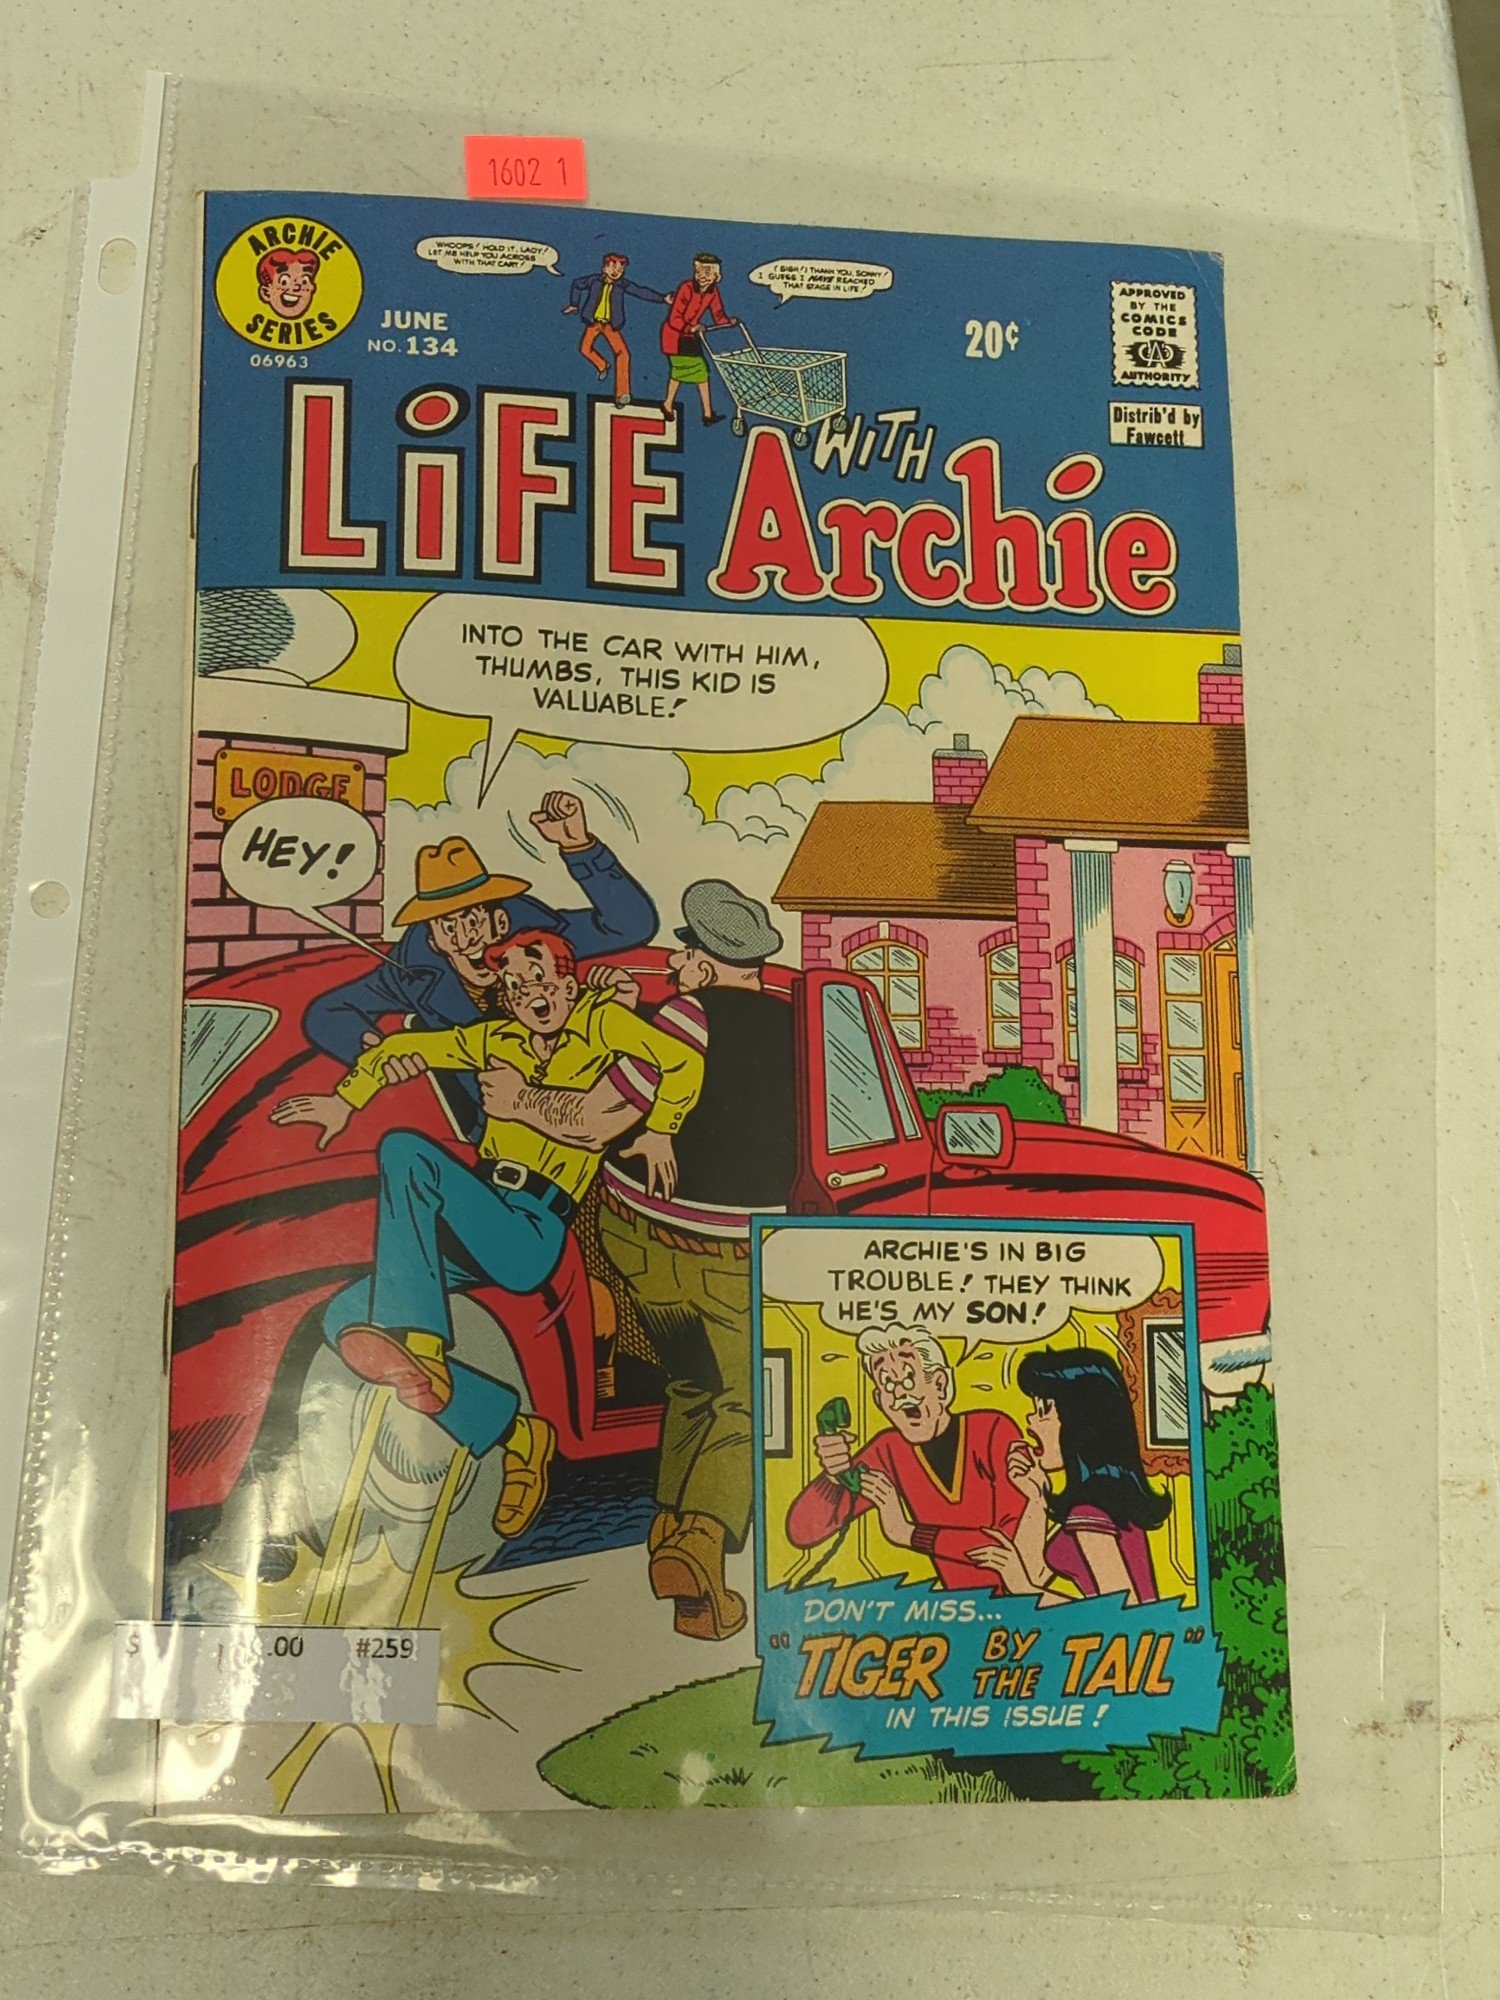 1602 1
ARCHIE
SERIES
06963
JUNE
NO. 134
WHOOPS! HOLD IT, LADY!
LET ME HELP YOU ACROSS
WITH THAT CART!
(SIGH!) THANK YOU, SONNY!
I GUESS I HAVE REACHED
THAT STAGE IN LIFE!
20¢
APPROVED
BY THE
COMICS
CODE
CA
AUTHORITY
Distrib'd by
Fawcett
LiFE WITH Archie
INTO THE CAR WITH HIM,
THUMBS, THIS KID IS
VALUABLE!
LODGE
HEY!
ARCHIE'S IN BIG
TROUBLE! THEY THINK
HE'S MY SON!
DON'T MISS...
"TIGER BY THE TAIL"
IN THIS ISSUE!
$ .00 #259